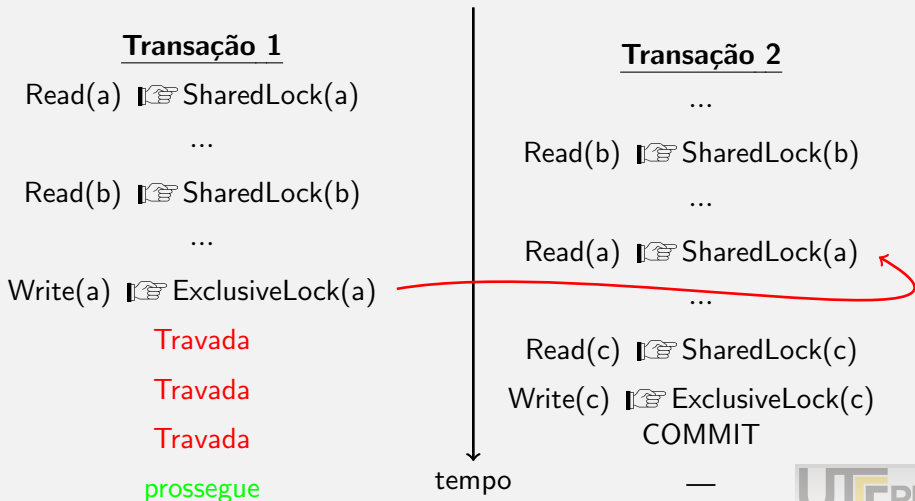 Transação 1
Read(a) ☞ SharedLock(a)
...
Read(b) ☞ SharedLock(b)
...
Write(a) ☞ ExclusiveLock(a)
Travada
Travada
Travada
prossegue
tempo
Transação 2
...
Read(b) ☞ SharedLock(b)
...
Read(a) ☞ SharedLock(a)
...
Read(c) ☞ SharedLock(c)
Write(c) ☞ ExclusiveLock(c)
COMMIT
—